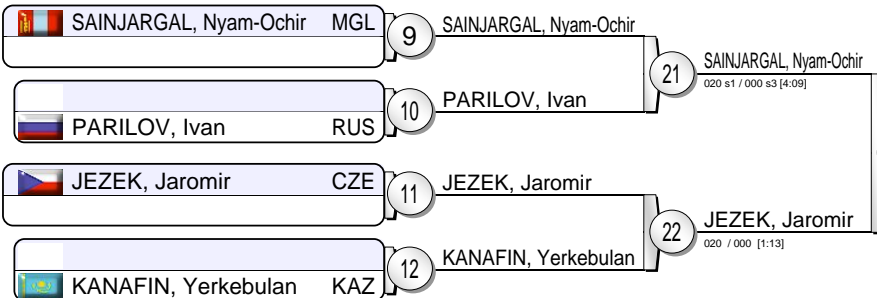 SAINJARGAL, Nyam-Ochir MGL
9
SAINJARGAL, Nyam-Ochir
21
SAINJARGAL, Nyam-Ochir
020 s1 / 000 s3 [4:09]
10
PARILOV, Ivan
PARILOV, Ivan RUS
JEZEK, Jaromir CZE
11
JEZEK, Jaromir
22
JEZEK, Jaromir
020 / 000 [1:13]
12
KANAFIN, Yerkebulan
KANAFIN, Yerkebulan KAZ